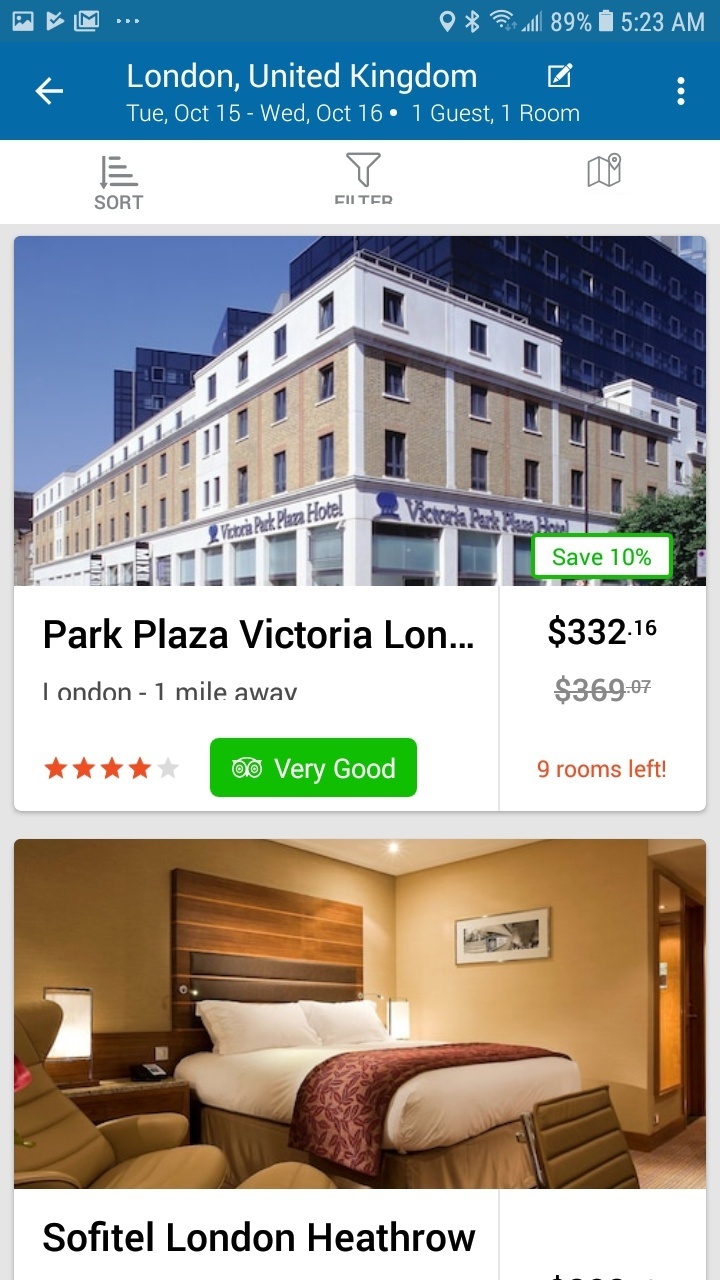 89% 5:23 AM
London, United Kingdom
Tue, Oct 15 - Wed, Oct 16 • 1 Guest, 1 Room
SORT
FILTER
Victoria Park Plaza Hotel
Victoria Park Plaza Hotel
Save 10%
Park Plaza Victoria Lon...
$332.16
London - 1 mile away
$369.07
Very Good
9 rooms left!
Sofitel London Heathrow